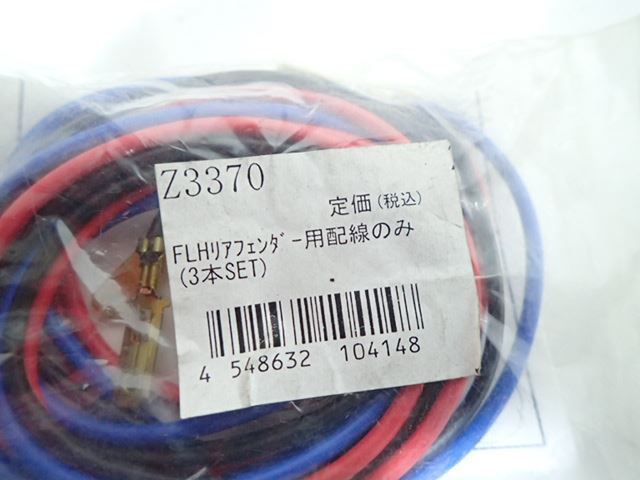 Z3370
定価(税込)
FLHﾘｱﾌｪﾝﾀﾞｰ用配線のみ
(3本SET)
4 548632 104148